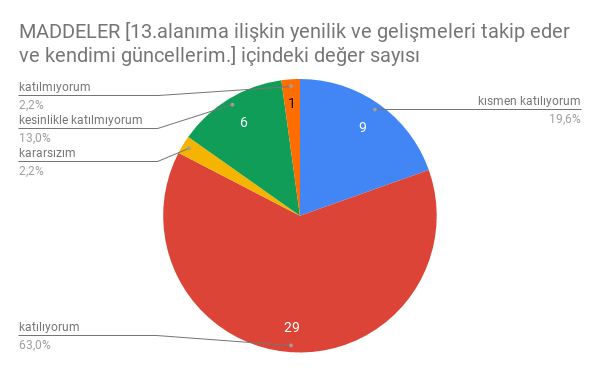 MADDELER [13.alanıma ilişkin yenilik ve gelişmeleri takip eder
ve kendimi güncellerim.] içindeki değer sayısı
katılmıyorum
2,2%
kesinlikle katılmıyorum
13,0%
kararsızım
2,2%
katılıyorum
63,0%
kısmen katılıyorum
19,6%
1
6
9
29